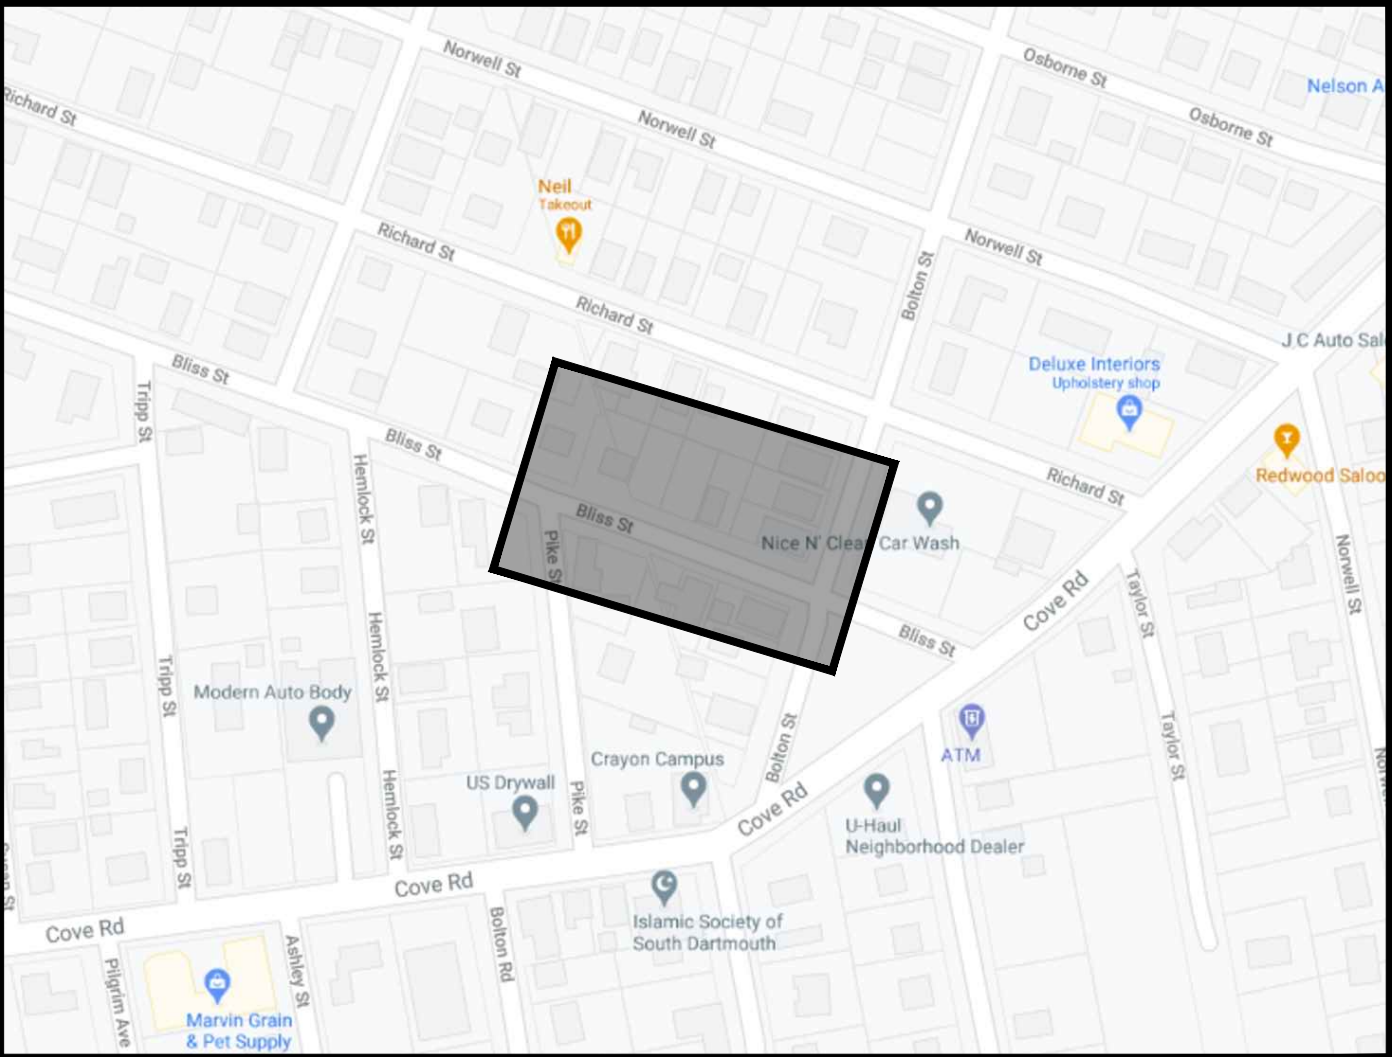 Norwell St
Osborne St
Nelson A
Richard St
Norwell St
Osborne St
Neil
Takeout
Richard St
Norwell St
Bolton St
Richard St
J C Auto Sal
Deluxe Interiors
Upholstery shop
Bliss St
Tripp St
Bliss St
Hemlock St
Richard St
Redwood Saloo
Bliss St
Pike St
Nice N' Clean Car Wash
Norwell St
Cove Rd
Taylor St
Bliss St
Hemlock St
Tripp St
Modern Auto Body
Taylor St
Bolton St
ATM
Crayon Campus
US Drywall
Pike St
Hemlock St
Cove Rd
U-Haul
Neighborhood Dealer
Tripp St
Cove Rd
Islamic Society of
South Dartmouth
Cove Rd
Bolton Rd
Ashley St
Pilgrim Ave
Marvin Grain
& Pet Supply